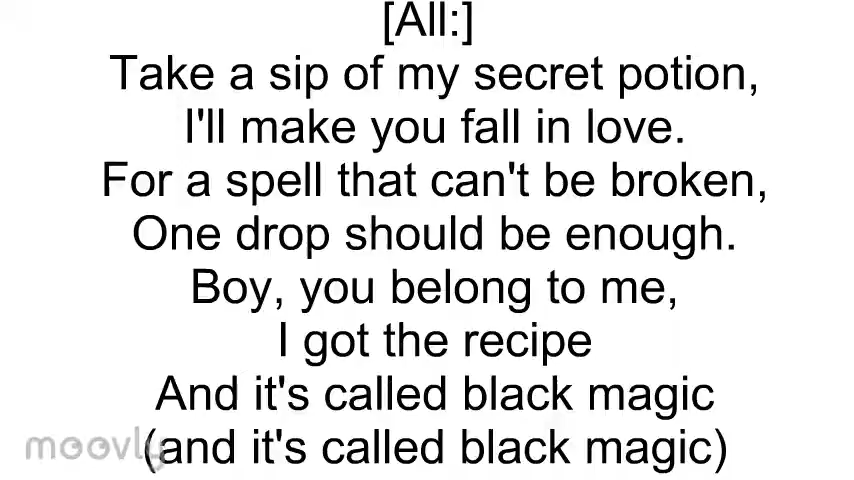 [All:]
Take a sip of my secret potion,
I'll make you fall in love.
For a spell that can't be broken,
One drop should be enough.
Boy, you belong to me,
I got the recipe
And it's called black magic
(and it's called black magic)
moovly